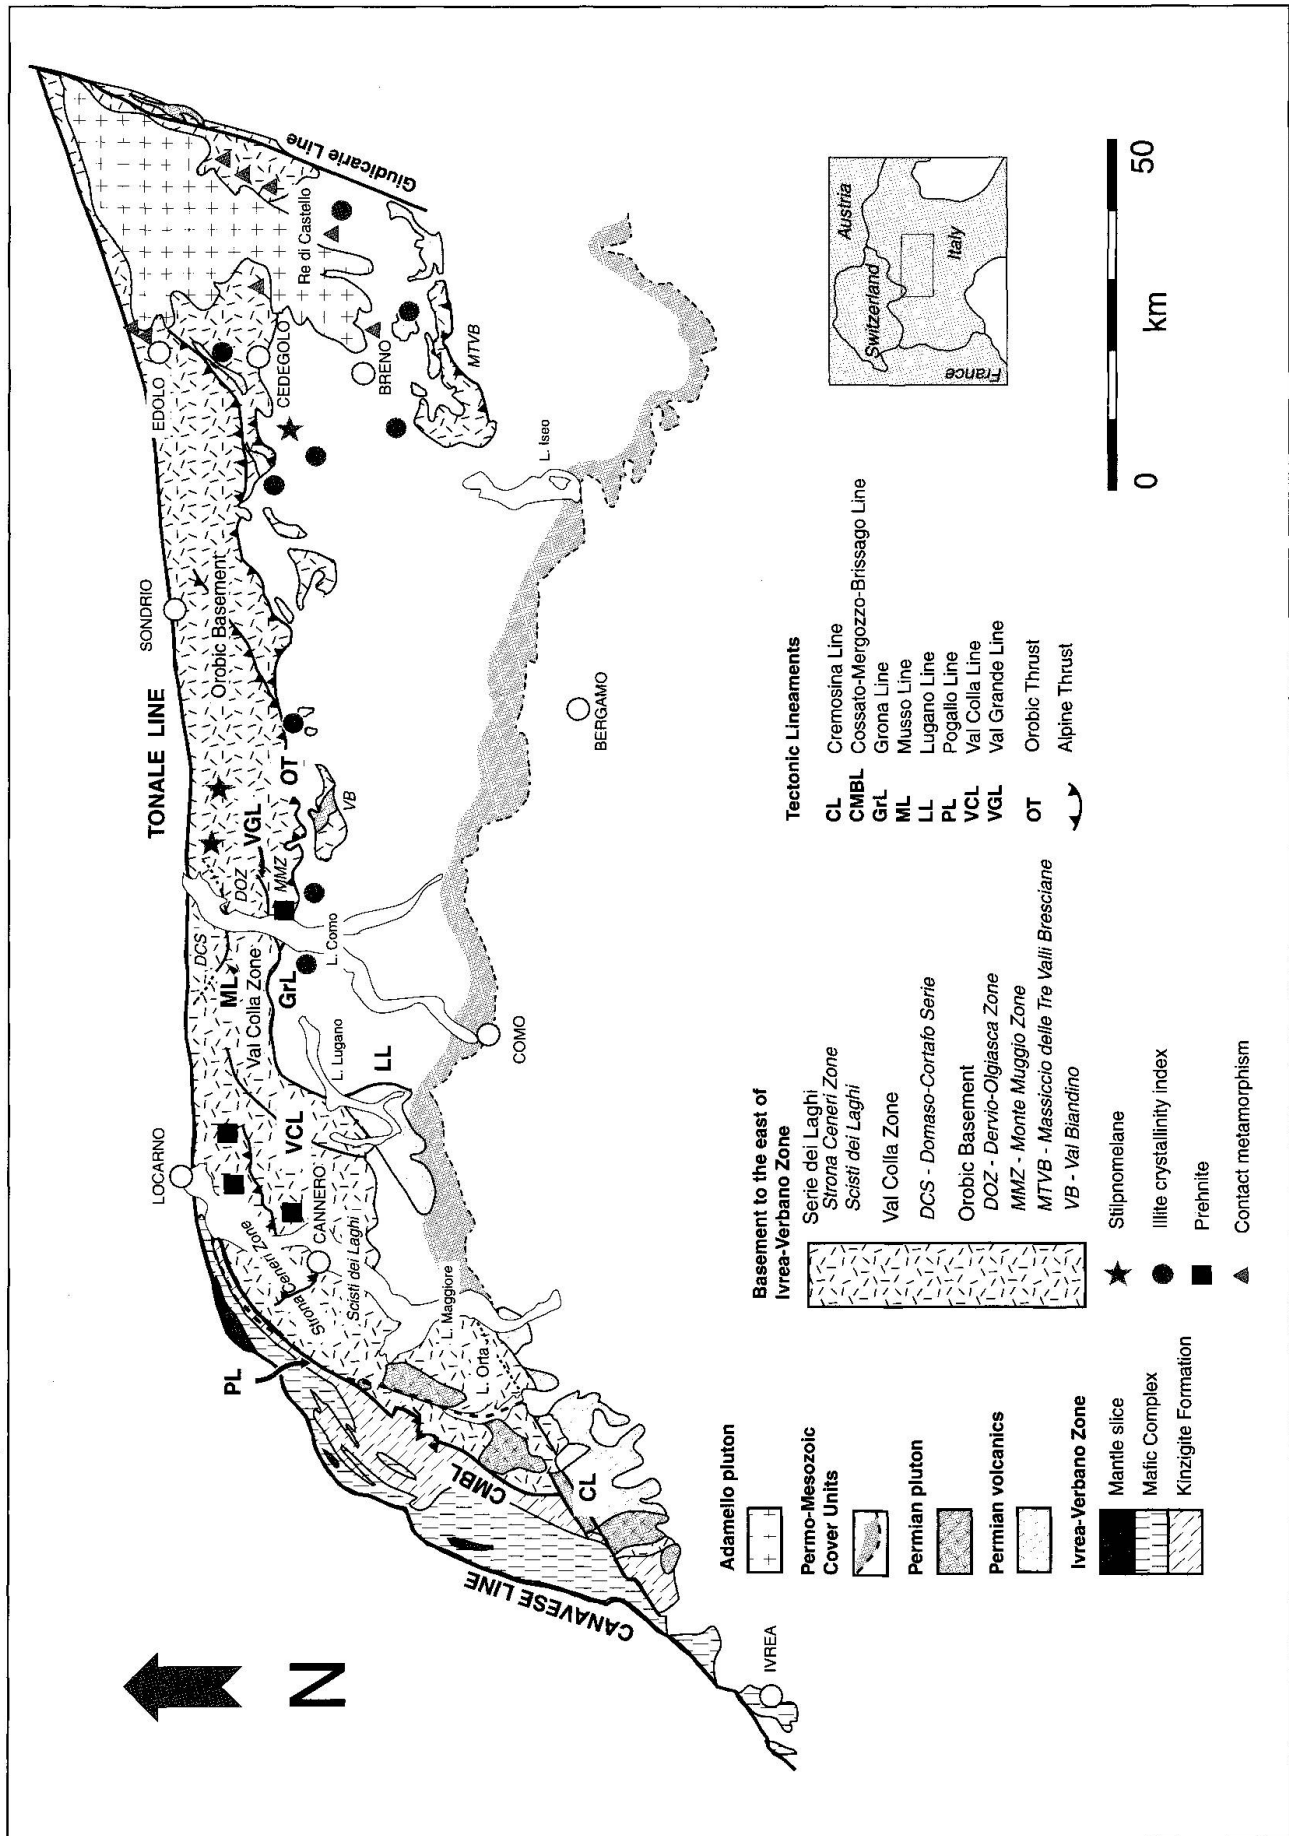 N
TONALE LINE
CANAVESE LINE
Giudicarie Line
LOCARNO
SONDRIO
EDOLO
CEDEGOLO
BRENO
Re di Castello
MTVB
Orobic Basement
OT
VB
VGL
DOZ
MMZ
DCS
ML
Val Colla Zone
GrL
L. Como
L. Lugano
LL
VCL
CANNERO
Strona Ceneri Zone
Scisti dei Laghi
L. Maggiore
L. Orta
PL
CMBL
CL
IVREA
COMO
BERGAMO
L. Iseo
Adamello pluton
Permo-Mesozoic
Cover Units
Permian pluton
Permian volcanics
Ivrea-Verbano Zone
Mantle slice
Mafic Complex
Kinzigite Formation
Basement to the east of
Ivrea-Verbano Zone
Serie dei Laghi
Strona Ceneri Zone
Scisti dei Laghi
Val Colla Zone
DCS - Domaso-Cortafo Serie
Orobic Basement
DOZ - Dervio-Olgiasca Zone
MMZ - Monte Muggio Zone
MTVB - Massiccio delle Tre Valli Bresciane
VB - Val Biandino
Stilpnomelane
Illite crystallinity index
Prehnite
Contact metamorphism
Tectonic Lineaments
CL Cremosina Line
CMBL Cossato-Mergozzo-Brissago Line
GrL Grona Line
ML Musso Line
LL Lugano Line
PL Pogallo Line
VCL Val Colla Line
VGL Val Grande Line
OT Orobic Thrust
Alpine Thrust
Switzerland
Austria
France
Italy
0 50
km